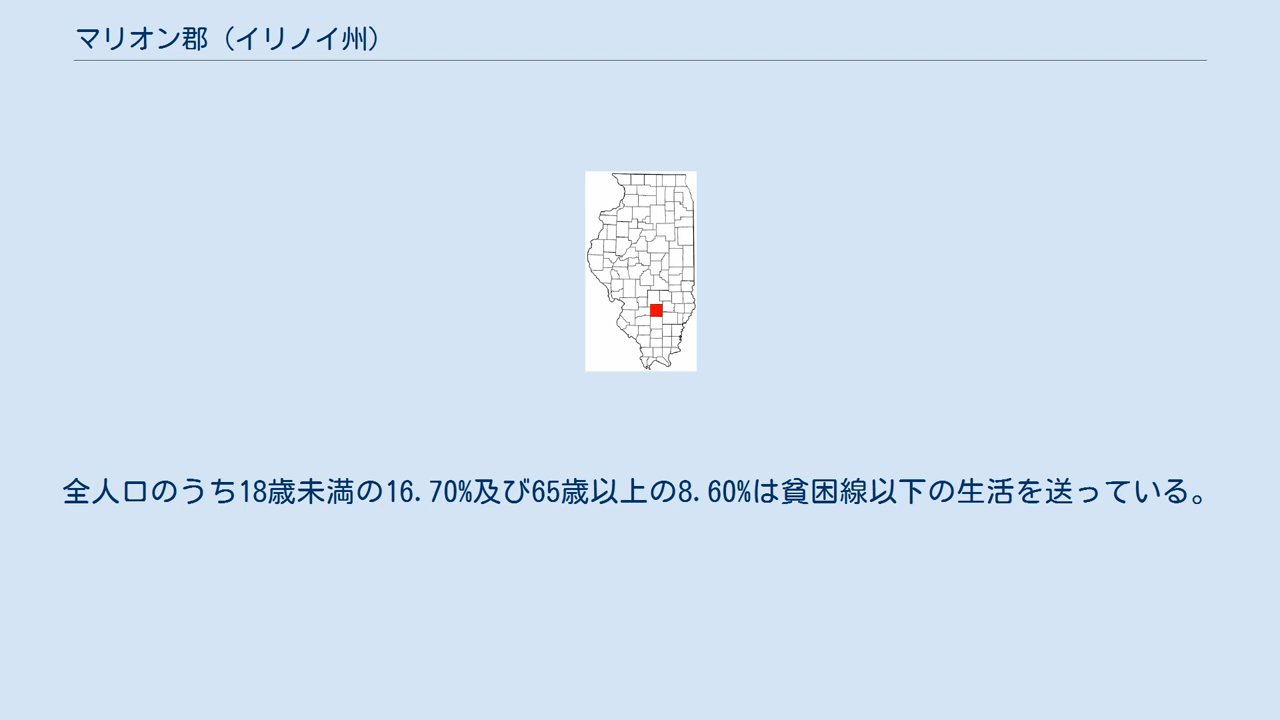 マリオン郡（イリノイ州）
全人口のうち18歳未満の16.70%及び65歳以上の8.60%は貧困線以下の生活を送っている。